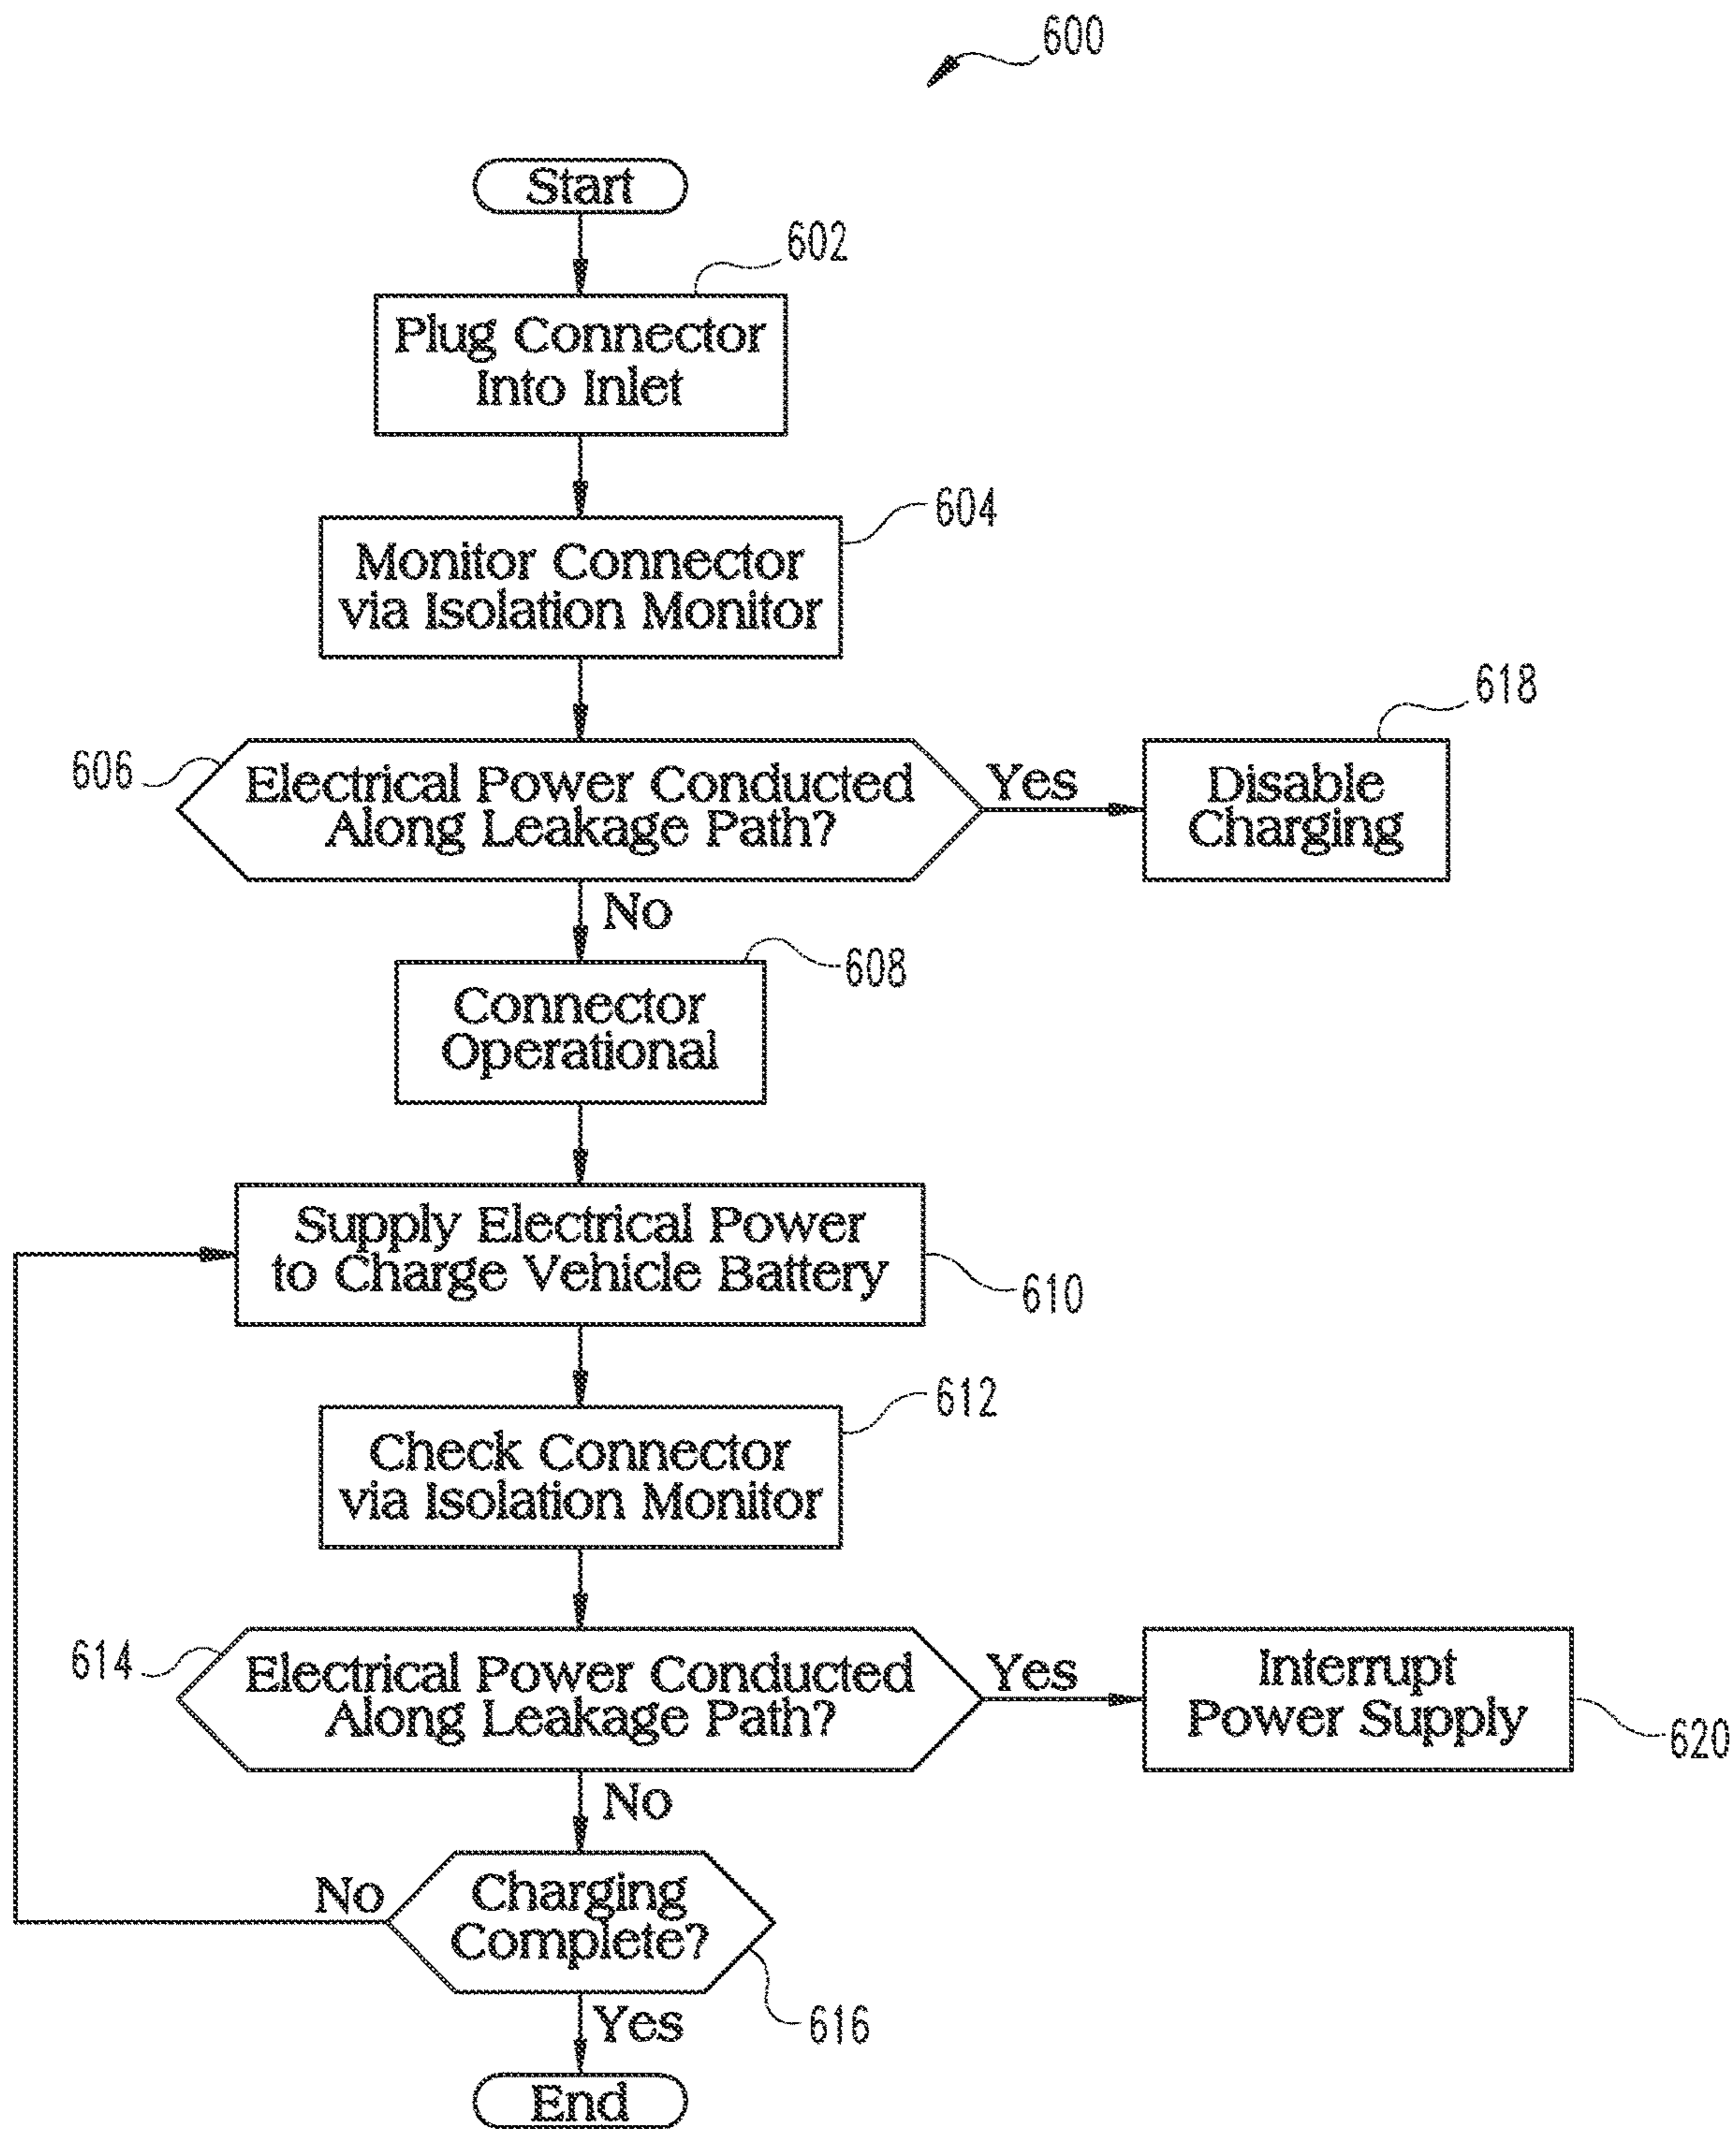 600
Start
602
Plug Connector
Into Inlet
604
Monitor Connector
via Isolation Monitor
618
606
Electrical Power Conducted
Along Leakage Path?
Yes
Disable
Charging
No
608
Connector
Operational
Supply Electrical Power
to Charge Vehicle Battery
610
612
Check Connector
via Isolation Monitor
614
Electrical Power Conducted
Along Leakage Path?
Yes
Interrupt
Power Supply
620
No
No
Charging
Complete?
616
Yes
End